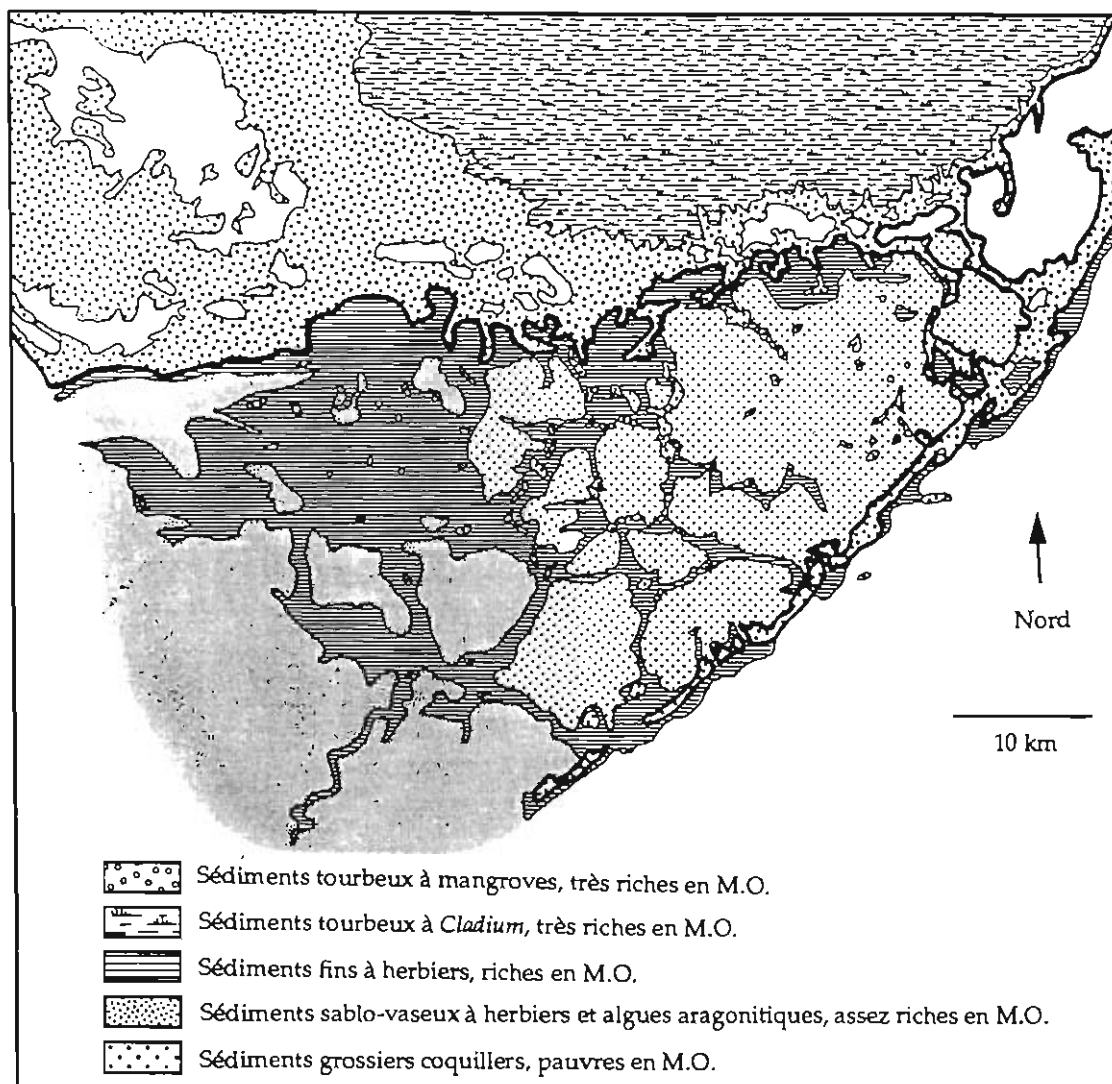 Nord
10 km
Sédiments tourbeux à mangroves, très riches en M.O.
Sédiments tourbeux à Cladium, très riches en M.O.
Sédiments fins à herbiers, riches en M.O.
Sédiments sablo-vaseux à herbiers et algues aragonitiques, assez riches en M.O.
Sédiments grossiers coquillers, pauvres en M.O.